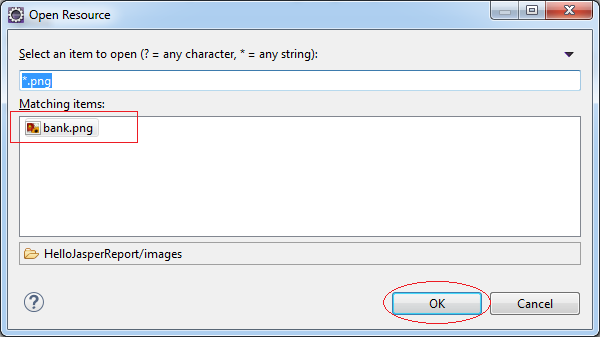 Open Resource
Select an item to open (? = any character, * = any string):
*.png
Matching items:
bank.png
HelloJasperReport/images
?
OK
Cancel